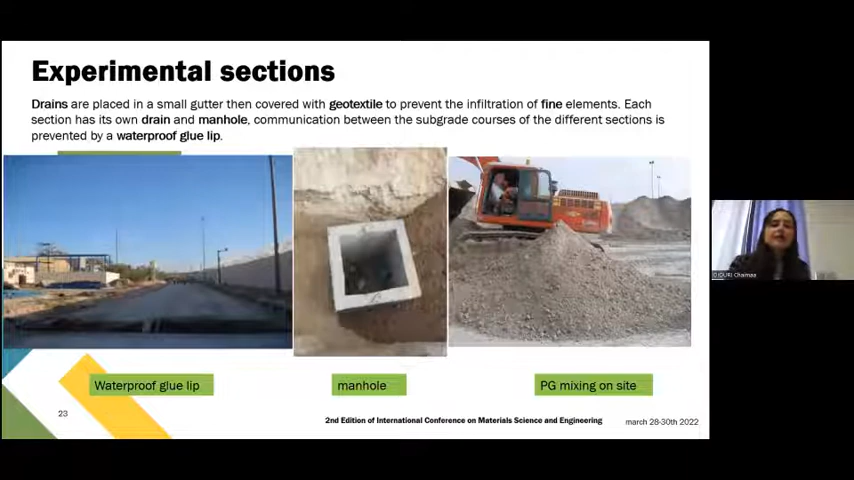 Experimental sections
Drains are placed in a small gutter then covered with geotextile to prevent the infiltration of fine elements. Each
section has its own drain and manhole, communication between the subgrade courses of the different sections is
prevented by a waterproof glue lip.
Waterproof glue lip
manhole
PG mixing on site
23
2nd Edition of International Conference on Materials Science and Engineering
march 28-30th 2022